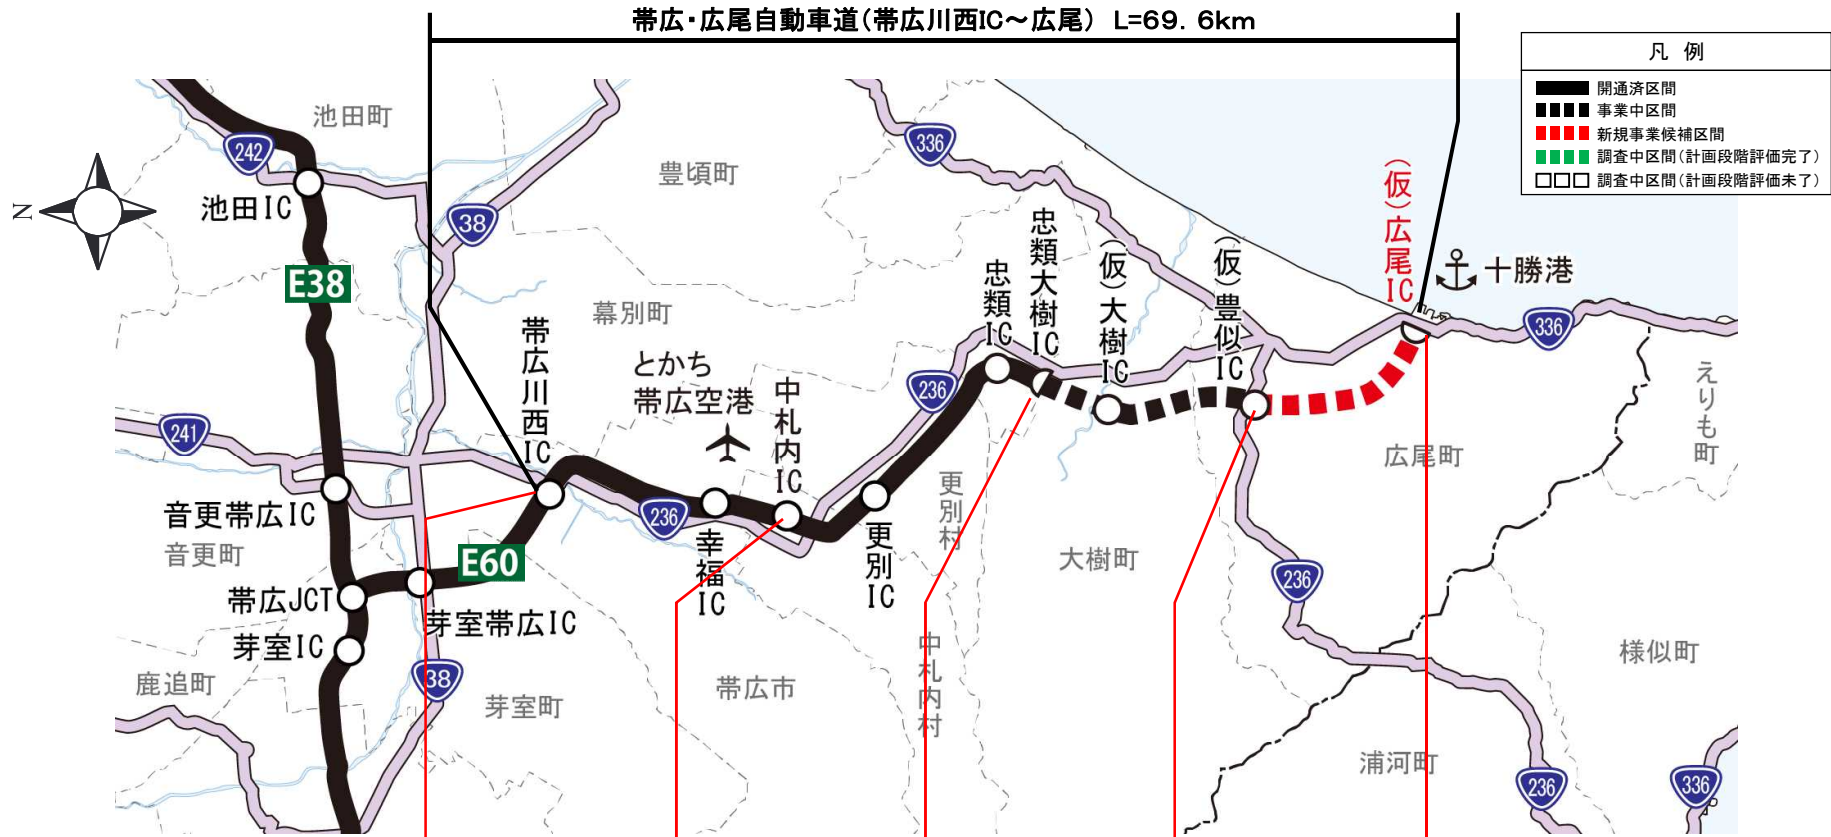 帯広・広尾自動車道(帯広川西IC～広尾) L=69.6km
凡 例
開通済区間
事業中区間
新規事業候補区間
調査中区間(計画段階評価完了)
調査中区間(計画段階評価未了)
N
池田町
242
池田IC
38
E38
豊頃町
336
幕別町
とかち
帯広空港
帯広川西IC
中札内IC
236
忠類IC
忠類大樹IC
(仮)大樹IC
(仮)豊似IC
(仮)広尾IC
十勝港
336
えりも町
241
音更帯広IC
音更町
E60
236
幸福IC
更別IC
更別村
大樹町
広尾町
236
帯広JCT
芽室帯広IC
芽室IC
鹿追町
38
芽室町
帯広市
中札内村
様似町
浦河町
236
336